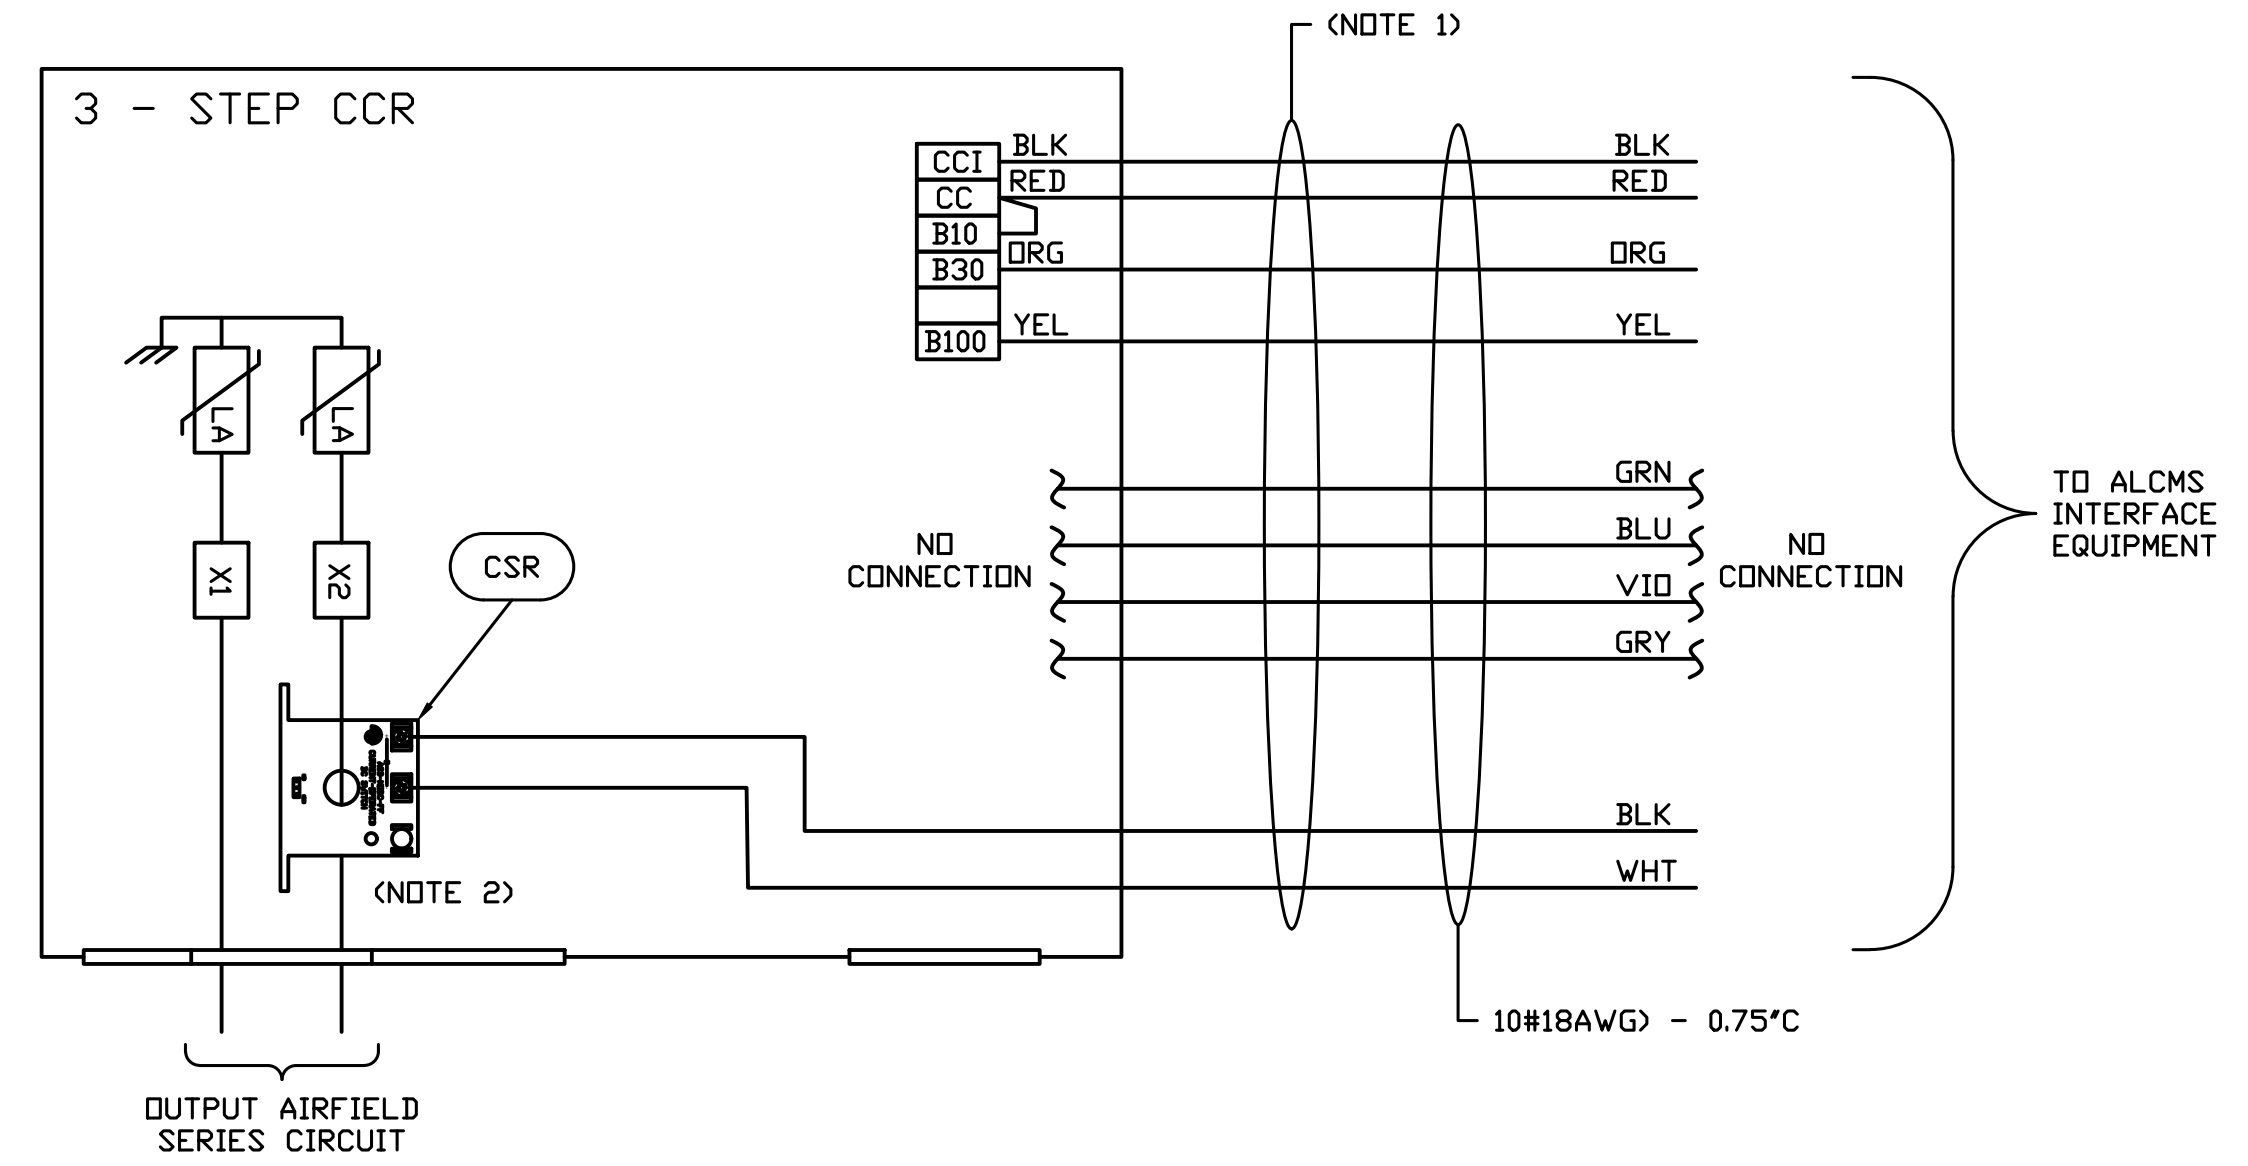 (NOTE 1)
3 - STEP CCR
CCI
BLK
BLK
CC
RED
RED
B10
B30
ORG
ORG
B100
YEL
YEL
LA
LA
X1
X2
CSR
GRN
BLU
VIO
GRY
NO
CONNECTION
NO
CONNECTION
TO ALCMS
INTERFACE
EQUIPMENT
BLK
WHT
(NOTE 2)
10#18AWG) - 0.75"C
OUTPUT AIRFIELD
SERIES CIRCUIT